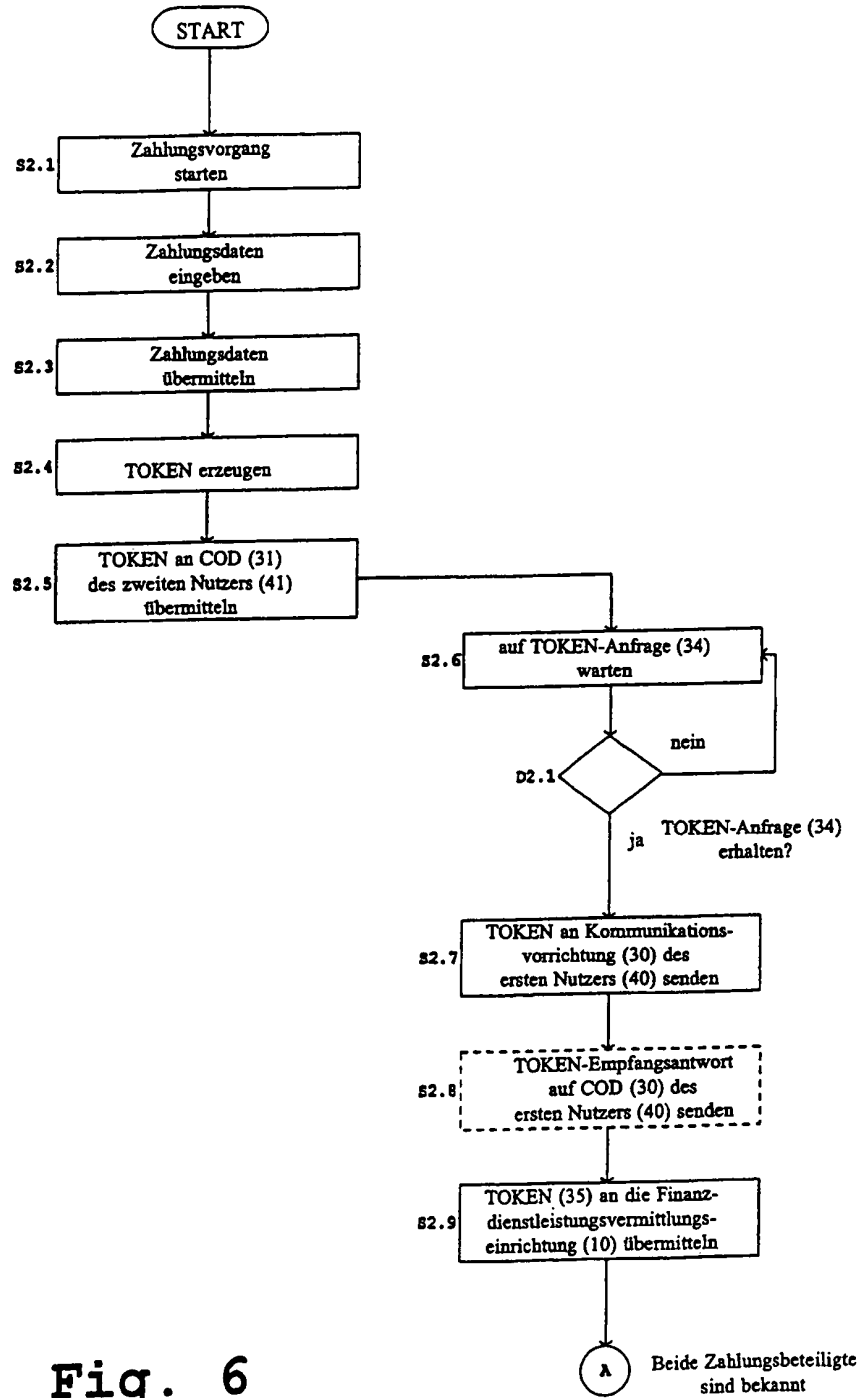 START
S2.1
Zahlungsvorgang
starten
S2.2
Zahlungsdaten
eingeben
S2.3
Zahlungsdaten
übermitteln
S2.4
TOKEN erzeugen
S2.5
TOKEN an COD (31)
des zweiten Nutzers (41)
übermitteln
S2.6
auf TOKEN-Anfrage (34)
warten
nein
D2.1
ja
TOKEN-Anfrage (34)
erhalten?
S2.7
TOKEN an Kommunikations-
vorrichtung (30) des
ersten Nutzers (40) senden
S2.8
TOKEN-Empfangsantwort
auf COD (30) des
ersten Nutzers (40) senden
S2.9
TOKEN (35) an die Finanz-
dienstleistungsvermittlungs-
einrichtung (10) übermitteln
A
Beide Zahlungsbeteiligte
sind bekannt
Fig. 6